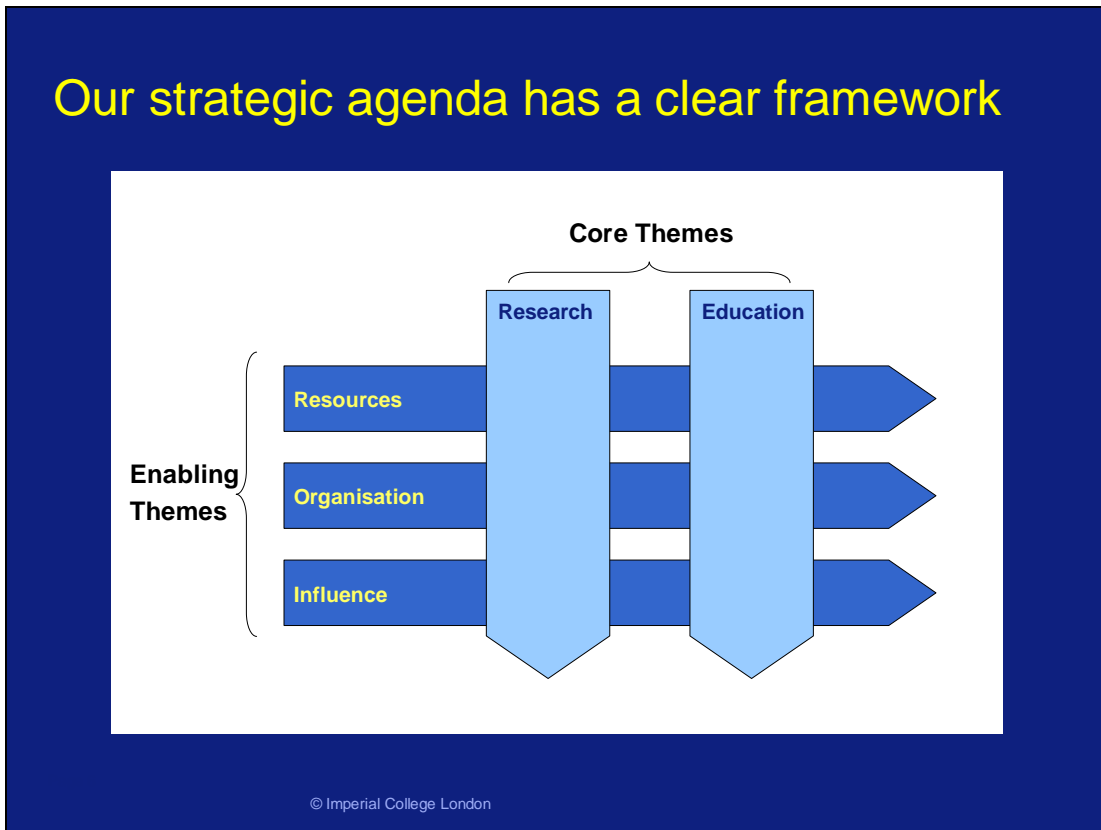 Our strategic agenda has a clear framework
Core Themes
Research
Education
Resources
Enabling
Themes
Organisation
Influence
© Imperial College London